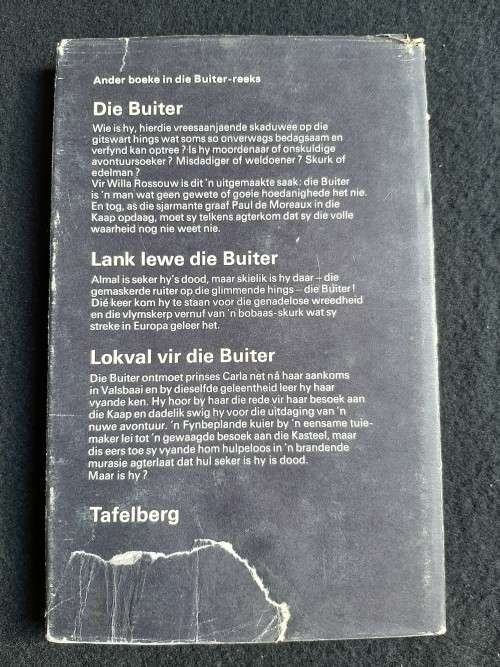 Ander boeke in die Buiter-reeks
Die Buiter
Wie is hy, hierdie vreesaanjaende skaduwee op die
gitswart hings wat soms so onverwags bedagsaam en
verfynd kan optree? Is hy moordenaar of onskuldige
avontuursoeker? Misdadiger of weldoener? Skurk of
edelman?
Vir Willa Rossouw is dit 'n uitgemaakte saak: die Buiter
is 'n man wat geen gewete of goeie hoedanighede het nie.
En tog, as die sjarmante graaf Paul de Moreaux in die
Kaap opdaag, moet sy telkens agterkom dat sy die volle
waarheid nog nie weet nie.
Lank lewe die Buiter
Almal is seker hy's dood, maar skielik is hy daar – die
gemaskerde ruiter op die glimmende hings – die Buiter!
Dié keer kom hy te staan voor die genadelose wreedheid
en die vlymskerp vernuf van 'n bobaas-skurk wat sy
streke in Europa geleer het.
Lokval vir die Buiter
Die Buiter ontmoet prinses Carla net ná haar aankoms
in Valsbaai en by dieselfde geleentheid leer hy haar
vyande ken. Hy hoor by haar die rede vir haar besoek aan
die Kaap en dadelik swig hy voor die uitdaging van 'n
nuwe avontuur. 'n Fynbeplande kuier by 'n eensame tuie-
maker lei tot 'n gewaagde besoek aan die Kasteel, maar
dis eers toe sy vyande hom hulpeloos in 'n brandende
murasie agterlaat dat hul seker is hy is dood.
Maar is hy?
Tafelberg